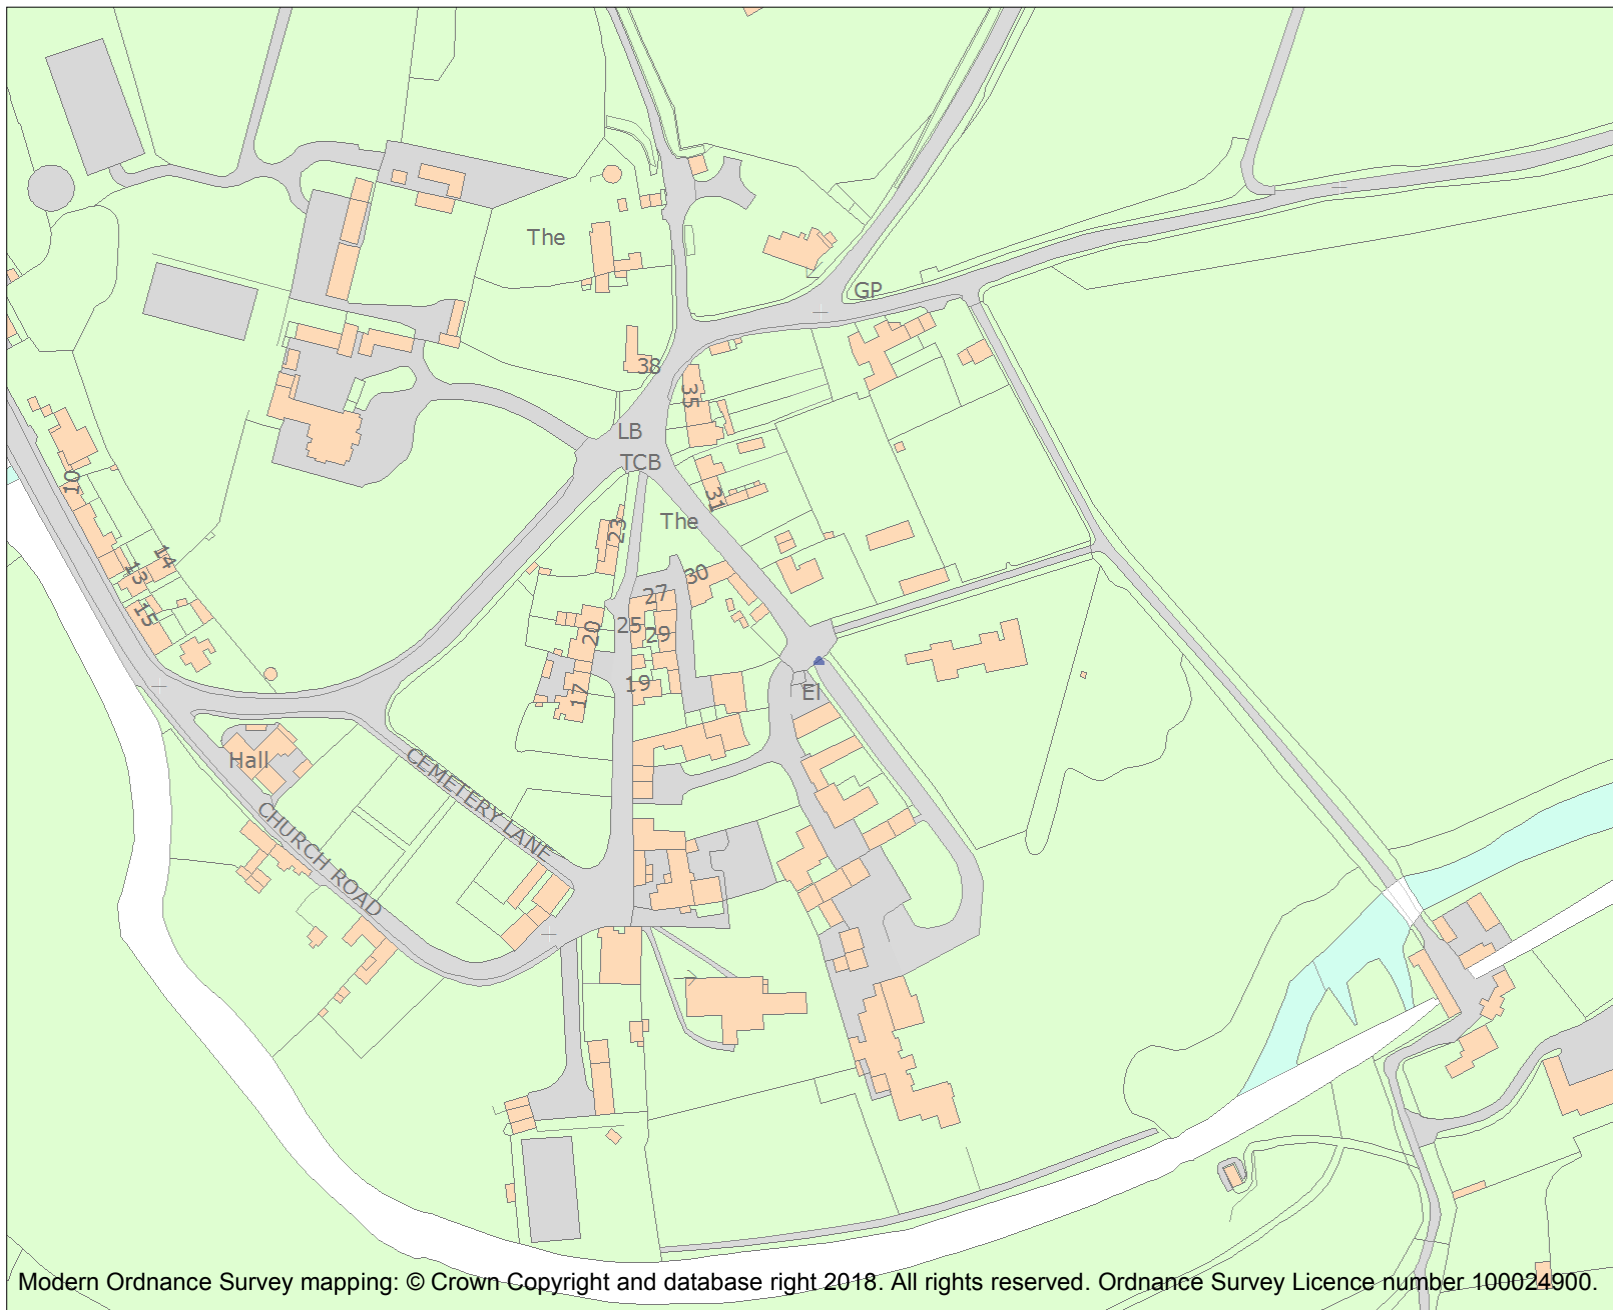 The
GP
38
35
LB
TCB
10
31
The
23
14
13
30
27
15
25
20
29
19
17
El
Hall
CEMETERY LANE
CHURCH ROAD
Modern Ordnance Survey mapping: © Crown Copyright and database right 2018. All rights reserved. Ordnance Survey Licence number 100024900.